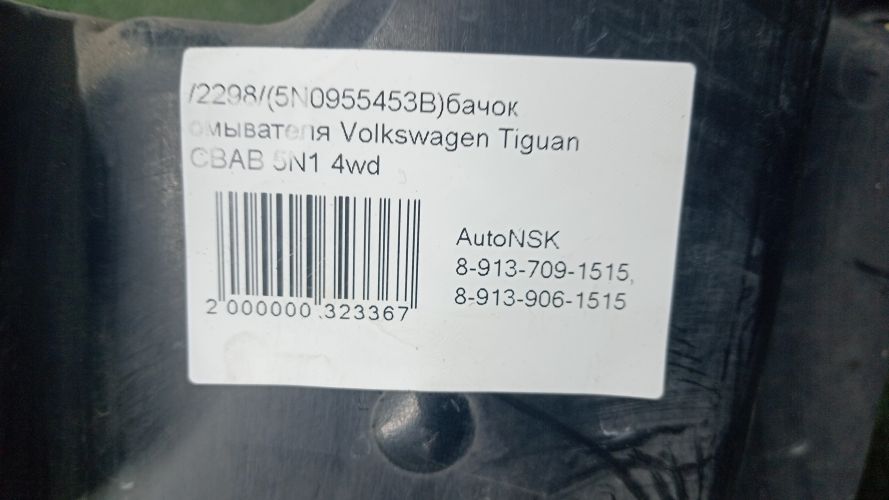 /2298/(5N0955453B)бачок
омывателя Volkswagen Tiguan
CBAB 5N1 4wd
AutoNSK
8-913-709-1515,
8-913-906-1515
2 000000 323367